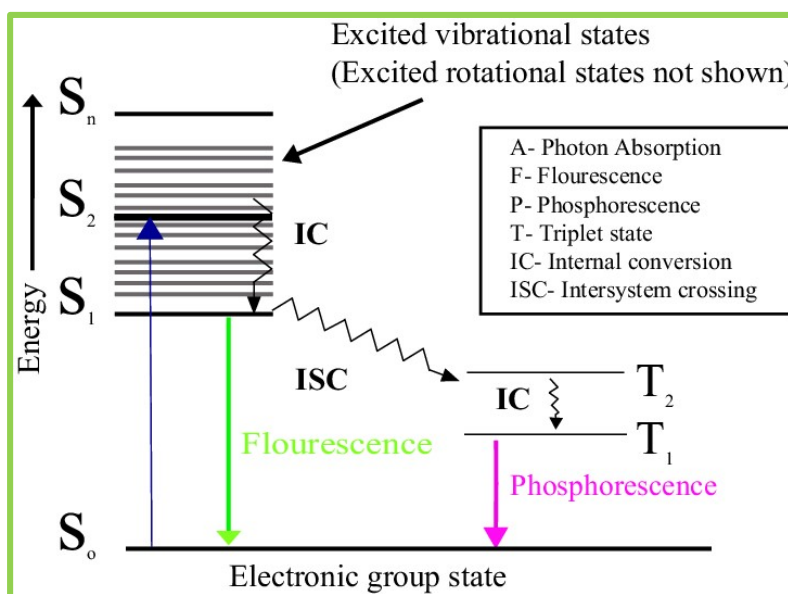 Excited vibrational states
(Excited rotational states not shown)
Sn
A- Photon Absorption
F- Flourescence
P- Phosphorescence
T- Triplet state
IC- Internal conversion
ISC- Intersystem crossing
S2
IC
Energy
S1
ISC
IC
T2
T1
Flourescence
Phosphorescence
So
Electronic group state